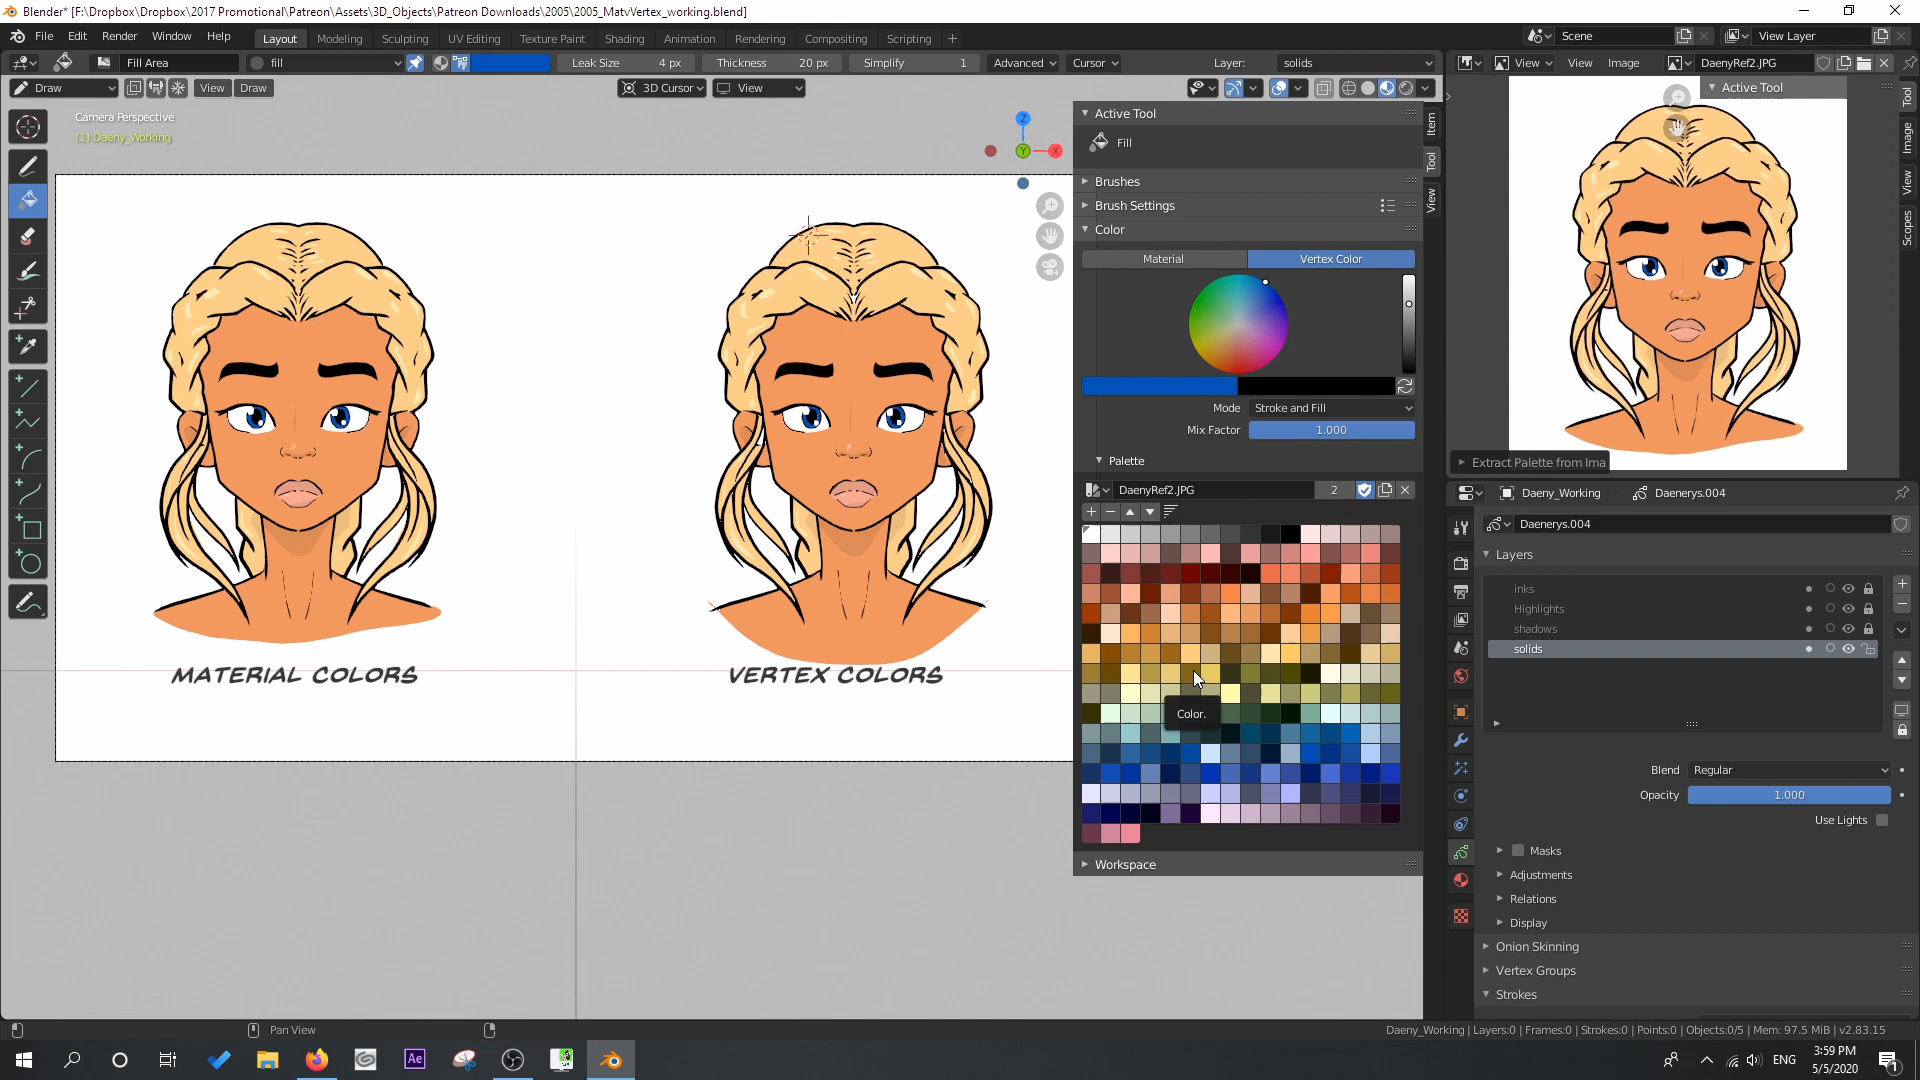 Blender* [F:\Dropbox\Dropbox\2017 Promotional\Patreon\Assets\3D_Objects\Patreon Downloads\2005\2005_MatvVertex_working.blend]
File Edit Render Window Help
Layout Modeling Sculpting UV Editing Texture Paint Shading Animation Rendering Compositing Scripting
Scene
View Layer
Fill Area
fill
Leak Size 4 px
Thickness 20 px
Simplify 1
Advanced
Cursor
Layer: solids
View View Image
DaenyRef2.JPG
Draw
View Draw
3D Cursor
View
Active Tool
Camera Perspective
(1) Daeny_Working
Z
Y
X
Active Tool
Fill
Brushes
Brush Settings
Color
Material Vertex Color
Mode Stroke and Fill
Mix Factor 1.000
Palette
DaenyRef2.JPG 2
Color.
Workspace
Item
Tool
View
Tool
Image
View
Scopes
MATERIAL COLORS
VERTEX COLORS
Extract Palette from Ima
Daeny_Working Daenerys.004
Daenerys.004
Layers
inks
Highlights
shadows
solids
Blend Regular
Opacity 1.000
Use Lights
Masks
Adjustments
Relations
Display
Onion Skinning
Vertex Groups
Strokes
Pan View
Daeny_Working | Layers:0 | Frames:0 | Strokes:0 | Points:0 | Objects:0/5 | Mem: 97.5 MiB | v2.83.15
Ae
ENG
3:59 PM
5/5/2020
1